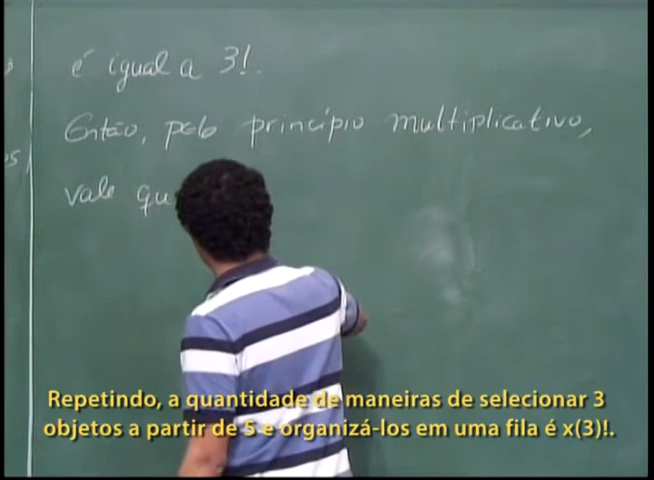 é igual a 3!.
Então, pelo princípio multiplicativo,
vale qu
Repetindo, a quantidade de maneiras de selecionar 3
objetos a partir de 5 e organizá-los em uma fila é x(3)!.